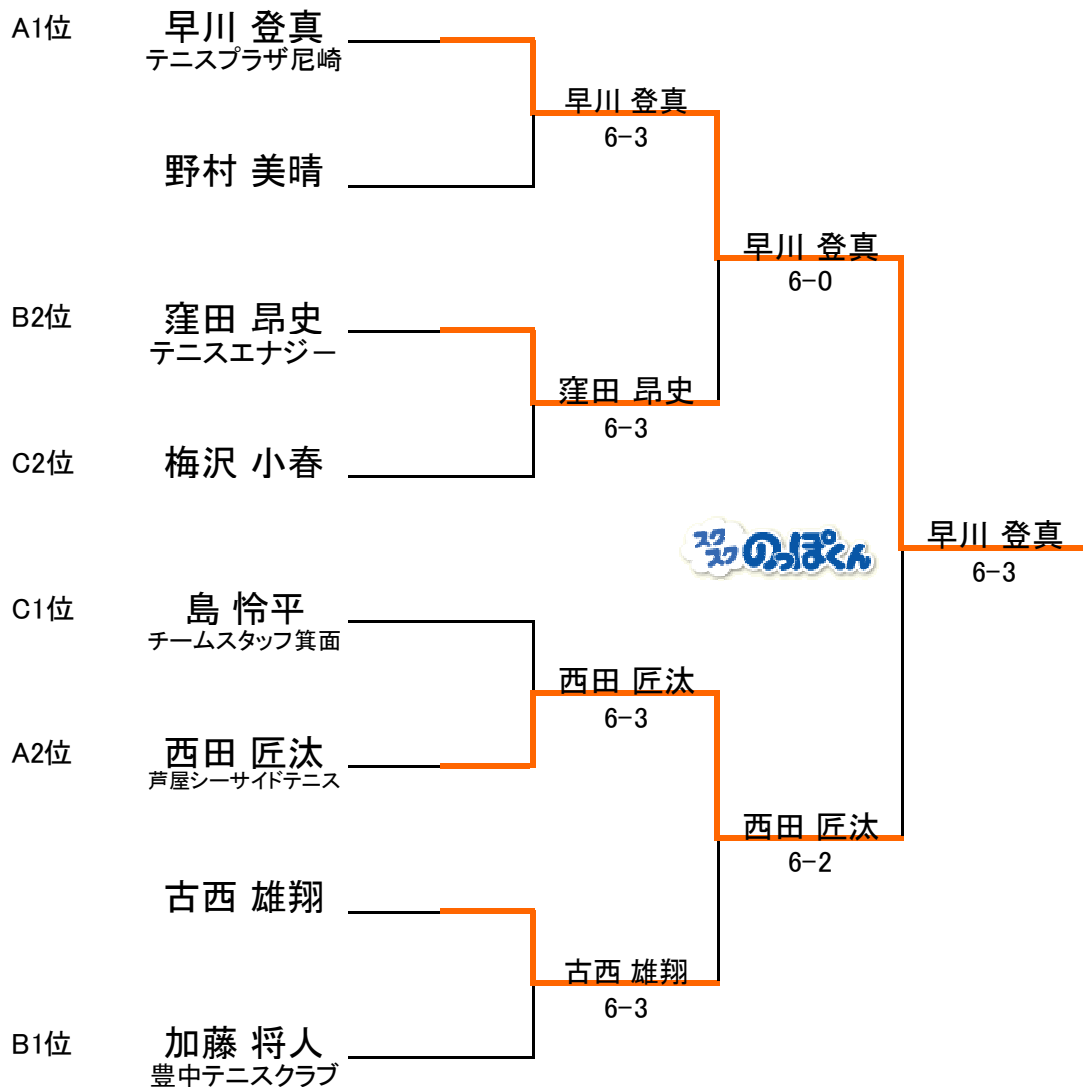 A1位
早川 登真
テニスプラザ尼崎
早川 登真
6-3
野村 美晴
早川 登真
6-0
B2位
窪田 昂史
テニスエナジー
窪田 昂史
6-3
C2位
梅沢 小春
スクスク のっぽくん
早川 登真
6-3
C1位
島 怜平
チームスタッフ箕面
西田 匠汰
6-3
A2位
西田 匠汰
芦屋シーサイドテニス
西田 匠汰
6-2
古西 雄翔
古西 雄翔
6-3
B1位
加藤 将人
豊中テニスクラブ